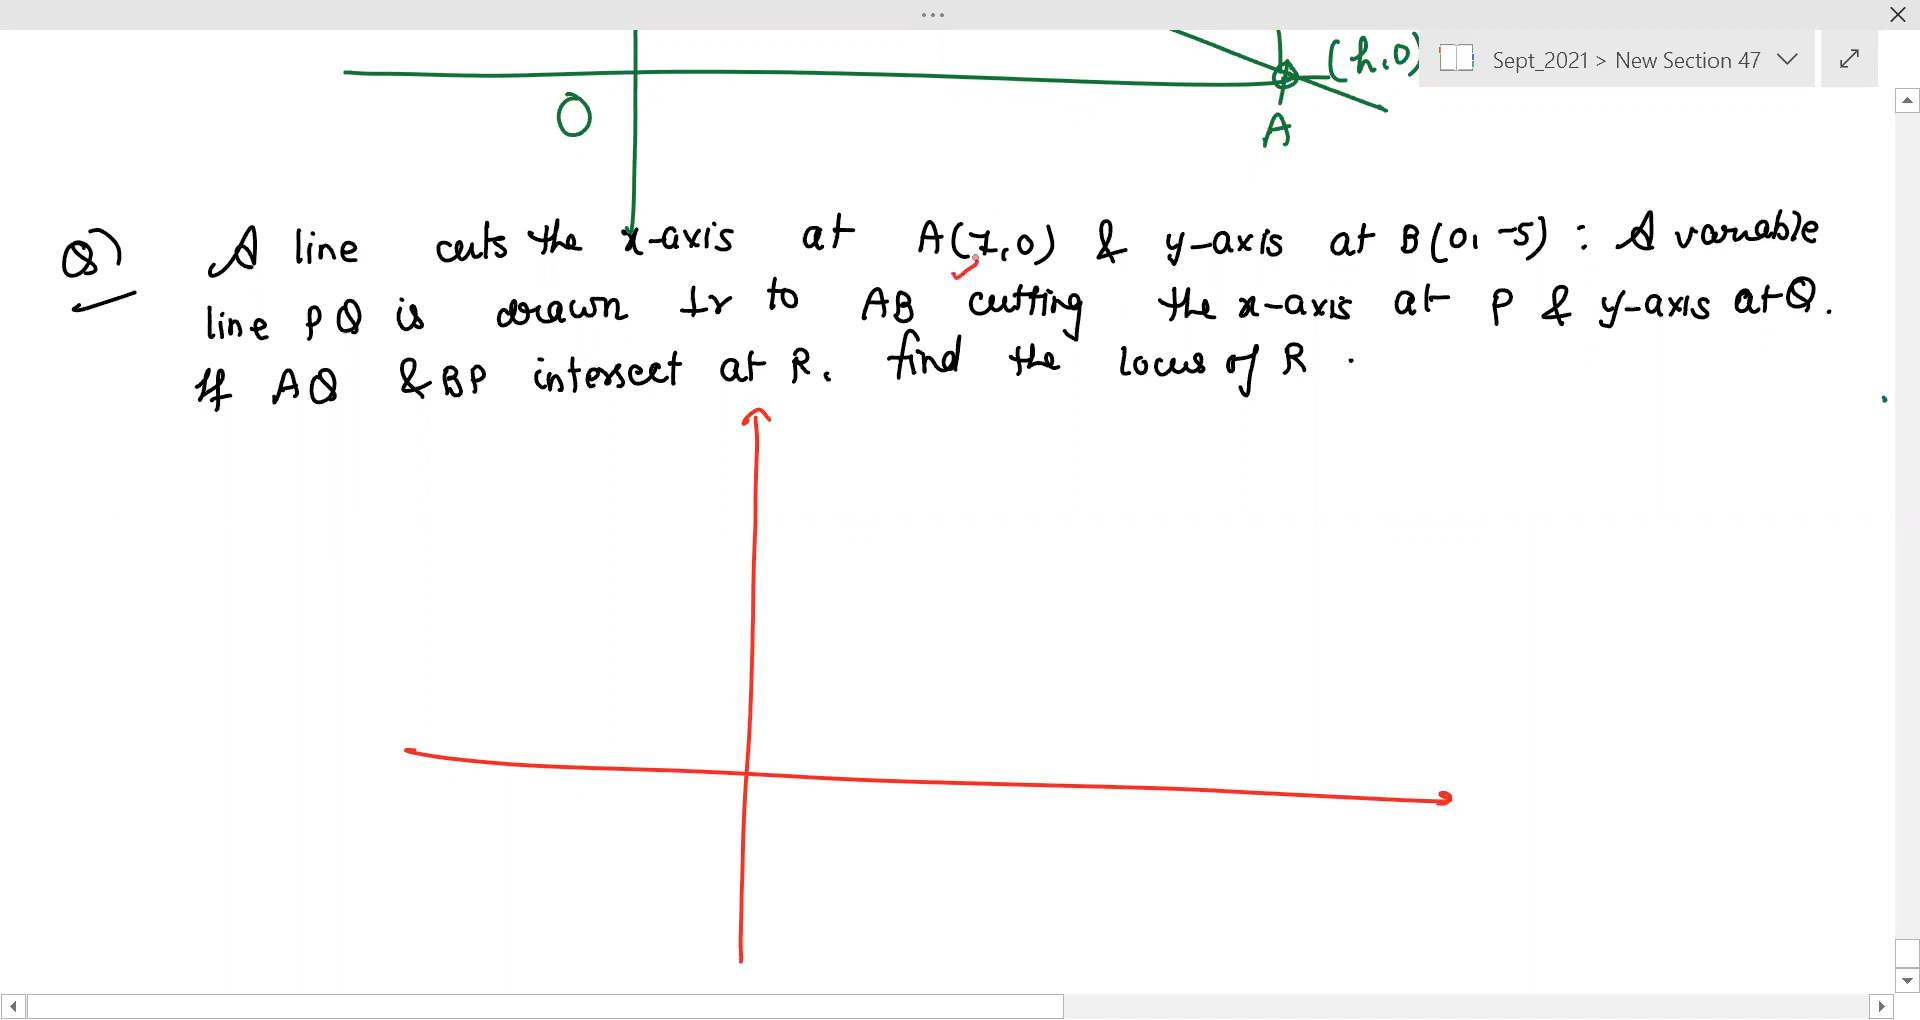 (h,0)
Sept_2021 > New Section 47
O
A
Q) A line cuts the x-axis at A(7,0) & y-axis at B(0,-5) : A variable
line PQ is drawn ⊥r to AB cutting the x-axis at P & y-axis at Q.
If AQ & BP interscet at R. find the locus of R .